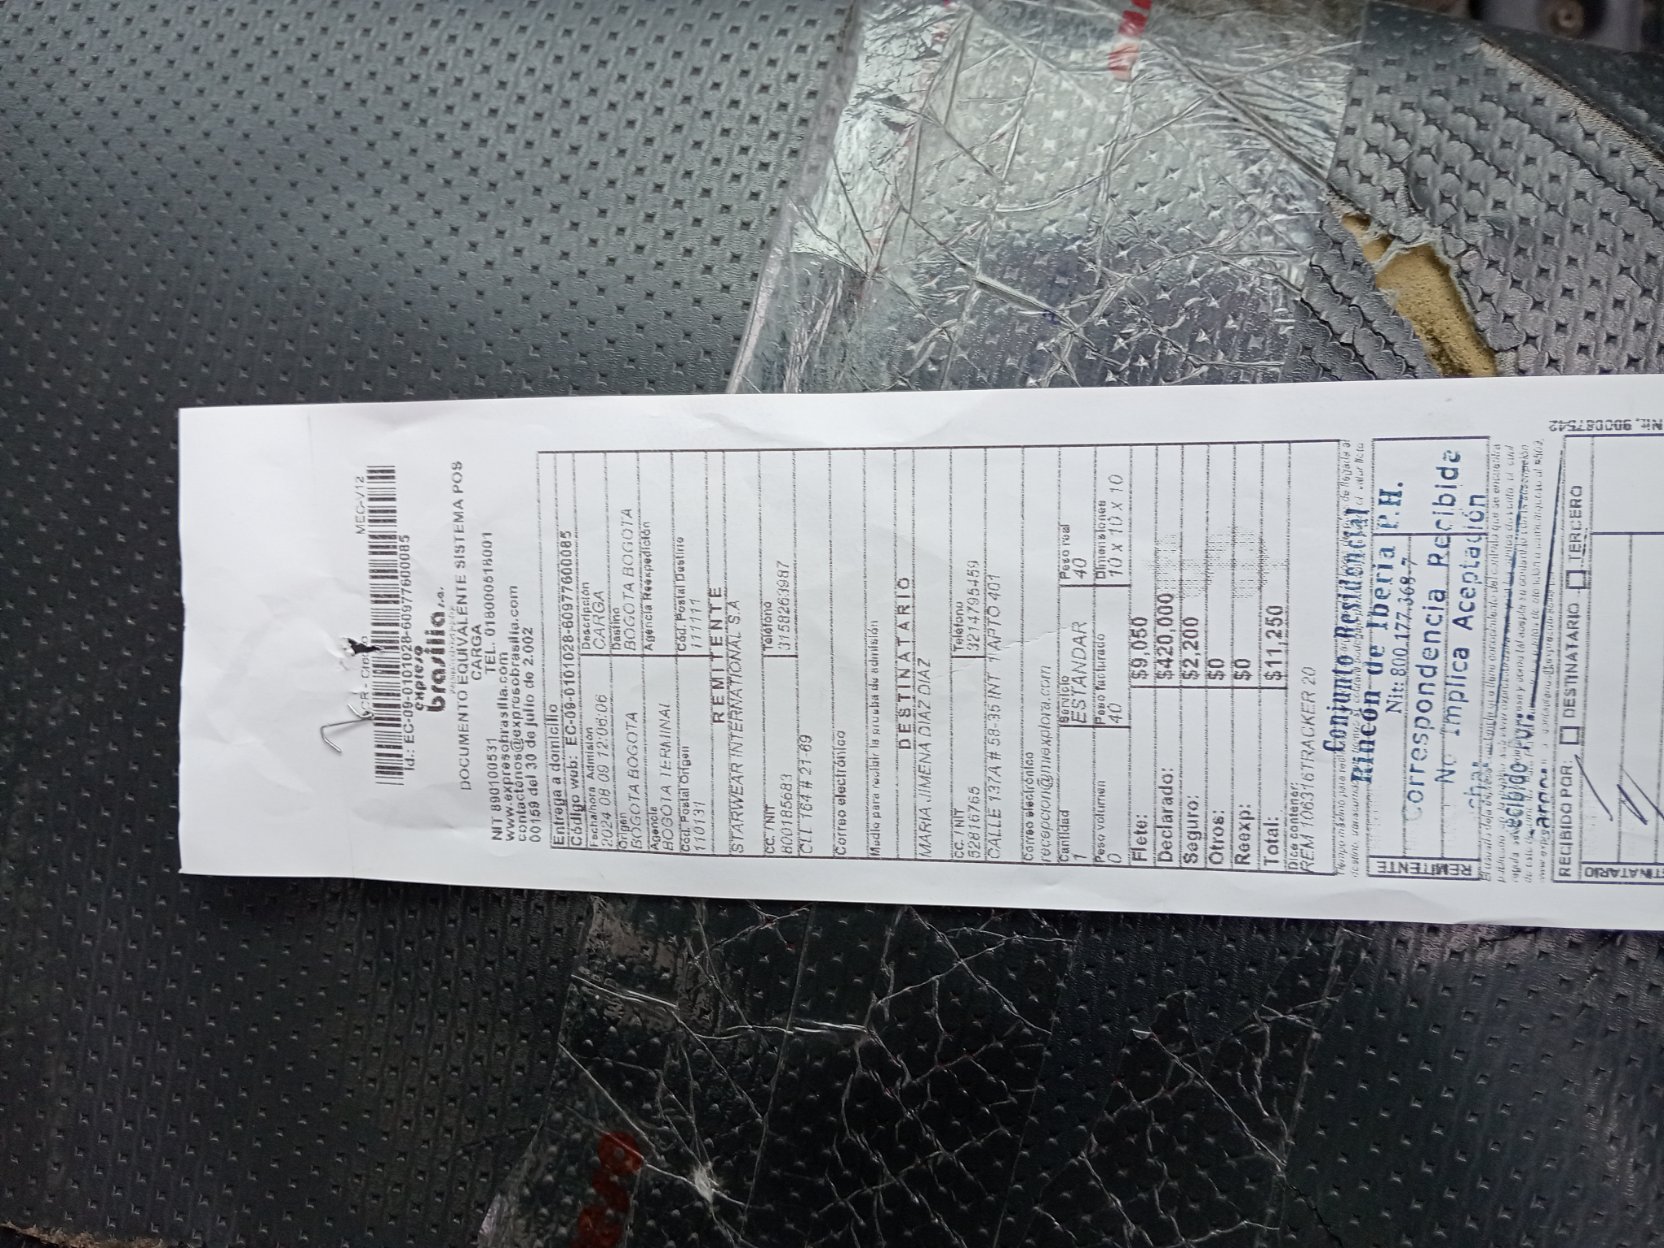 MEC-V12
Id.: EC-09-0101028-60977600085
expreso
brasilia s.a.
DOCUMENTO EQUIVALENTE SISTEMA POS
CARGA
NIT 890100531 TEL. 018000516001
www.expresobrasilia.com
contactenos@expresobrasilia.com
00159 del 30 de julio de 2.002
Entrega a domicilio
Código web: EC-09-0101028-60977600085
Fecha/hora Admisión Descripción
2024 08 08 12:06:06 CARGA
Origen Destino
BOGOTA BOGOTA BOGOTA BOGOTA
Agencia Agencia Reexpedición
BOGOTA TERMINAL
Cód. Postal Origen Cód. Postal Destino
110131 111111
REMITENTE
STARWEAR INTERNATIONAL S.A
CC. / NIT Teléfono
800185683 3158263987
CLL 164 # 21-69
Correo electrónico
Medio para recibir la prueba de admisión
DESTINATARIO
MARIA JIMENA DIAZ DIAZ
CC. / NIT Teléfono
52816765 3214795459
CALLE 137A # 58-35 INT 1 APTO 401
Correo electrónico
recepcion@miexplora.com
Cantidad Servicio Peso real
1 ESTANDAR 40
Peso volumen Peso facturado Dimensiones
0 40 10 x 10 x 10
Flete: $9,050
Declarado: $420,000
Seguro: $2,200
Otros: $0
Reexp: $0
Total: $11,250
Dice contener:
REM 106316TRACKER 20
Conjunto Residencial
Rincón de Iberia P.H.
Nit: 800.177.368-7
Correspondencia Recibida
No Implica Aceptación
REMITENTE
RECIBIDO POR: DESTINATARIO TERCERO
Nit. 900087542